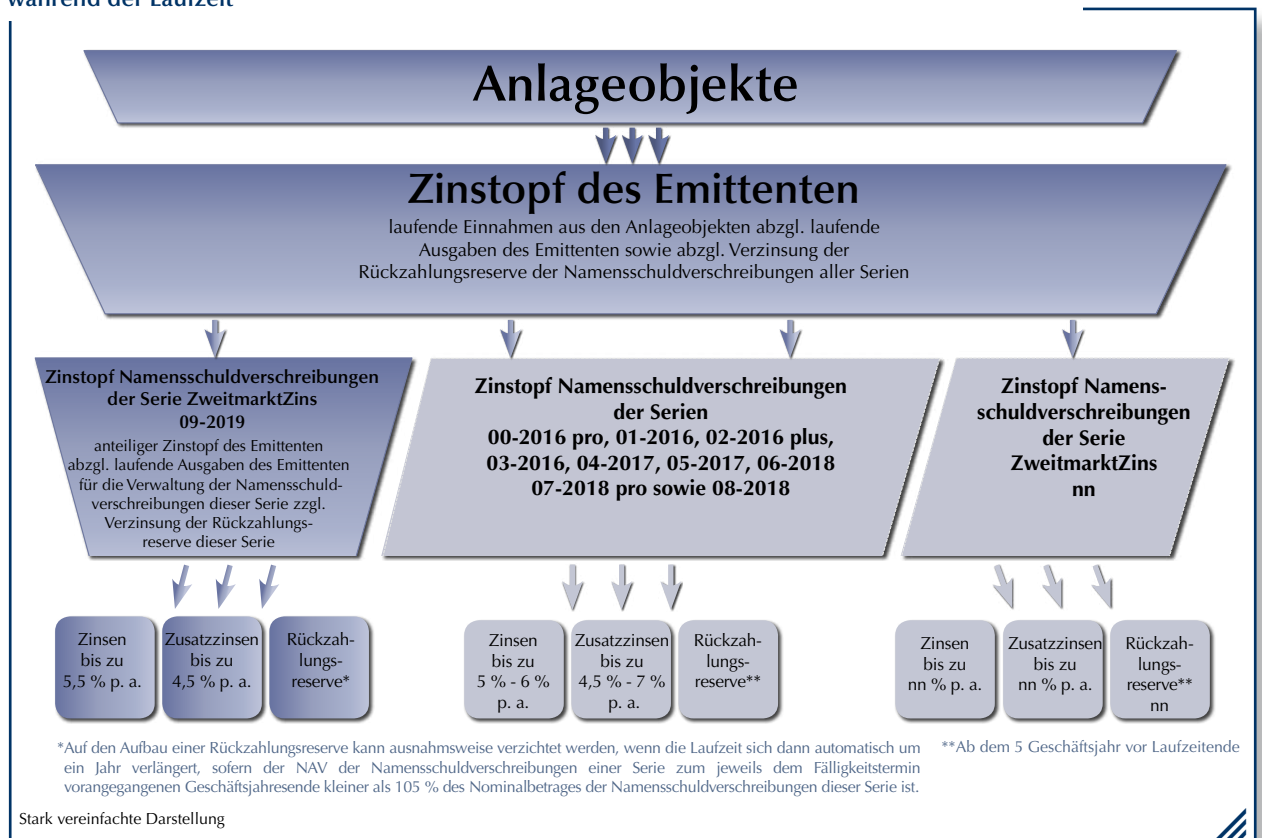 während der Laufzeit
Anlageobjekte
Zinstopf des Emittenten
laufende Einnahmen aus den Anlageobjekten abzgl. laufende
Ausgaben des Emittenten sowie abzgl. Verzinsung der
Rückzahlungsreserve der Namensschuldverschreibungen aller Serien
Zinstopf Namensschuldverschreibungen
der Serie ZweitmarktZins
09-2019
anteiliger Zinstopf des Emittenten
abzgl. laufende Ausgaben des Emittenten
für die Verwaltung der Namensschuld-
verschreibungen dieser Serie zzgl.
Verzinsung der Rückzahlungs-
reserve dieser Serie
Zinstopf Namensschuldverschreibungen
der Serien
00-2016 pro, 01-2016, 02-2016 plus,
03-2016, 04-2017, 05-2017, 06-2018
07-2018 pro sowie 08-2018
Zinstopf Namens-
schuldverschreibungen
der Serie
ZweitmarktZins
nn
Zinsen
bis zu
5,5 % p. a.
Zusatzzinsen
bis zu
4,5 % p. a.
Rückzah-
lungs-
reserve*
Zinsen
bis zu
5 % - 6 %
p. a.
Zusatzzinsen
bis zu
4,5 % - 7 %
p. a.
Rückzah-
lungs-
reserve**
Zinsen
bis zu
nn % p. a.
Zusatzzinsen
bis zu
nn % p. a.
Rückzah-
lungs-
reserve**
nn
*Auf den Aufbau einer Rückzahlungsreserve kann ausnahmsweise verzichtet werden, wenn die Laufzeit sich dann automatisch um
ein Jahr verlängert, sofern der NAV der Namensschuldverschreibungen einer Serie zum jeweils dem Fälligkeitstermin
vorangegangenen Geschäftsjahresende kleiner als 105 % des Nominalbetrages der Namensschuldverschreibungen dieser Serie ist.
**Ab dem 5 Geschäftsjahr vor Laufzeitende
Stark vereinfachte Darstellung